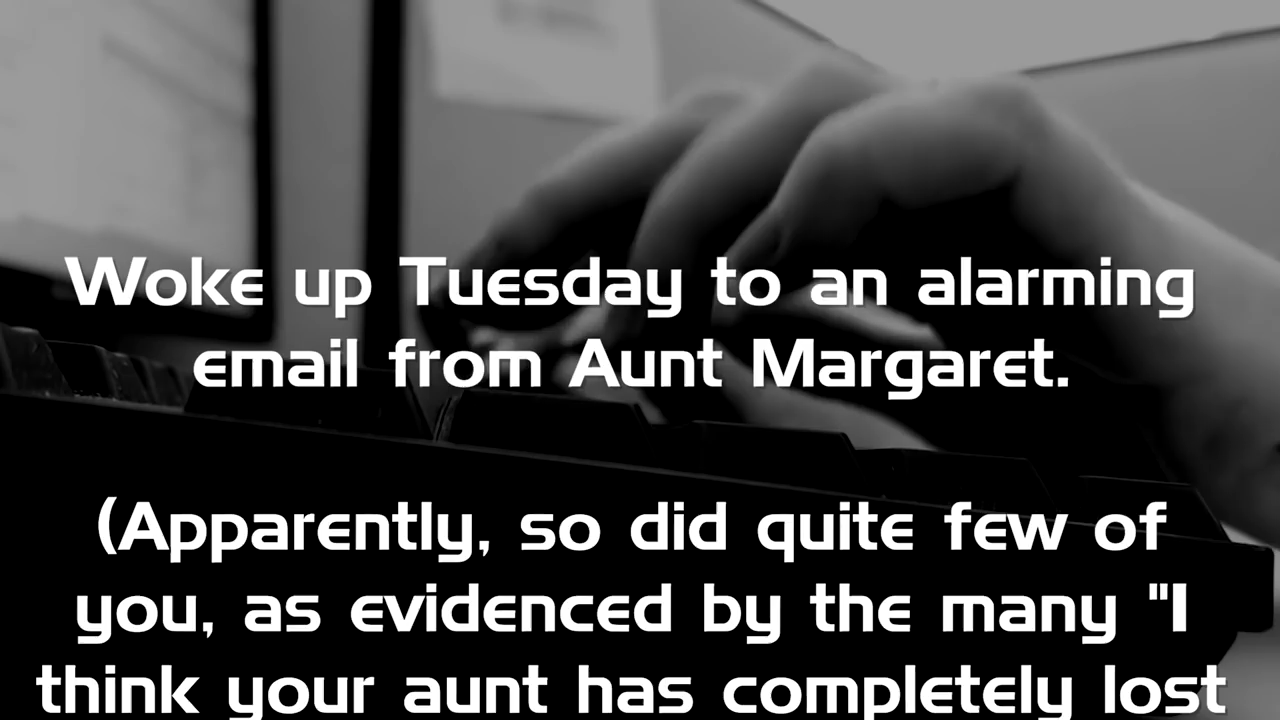 Woke up Tuesday to an alarming
email from Aunt Margaret.
(Apparently, so did quite few of
you, as evidenced by the many "I
think your aunt has completely lost